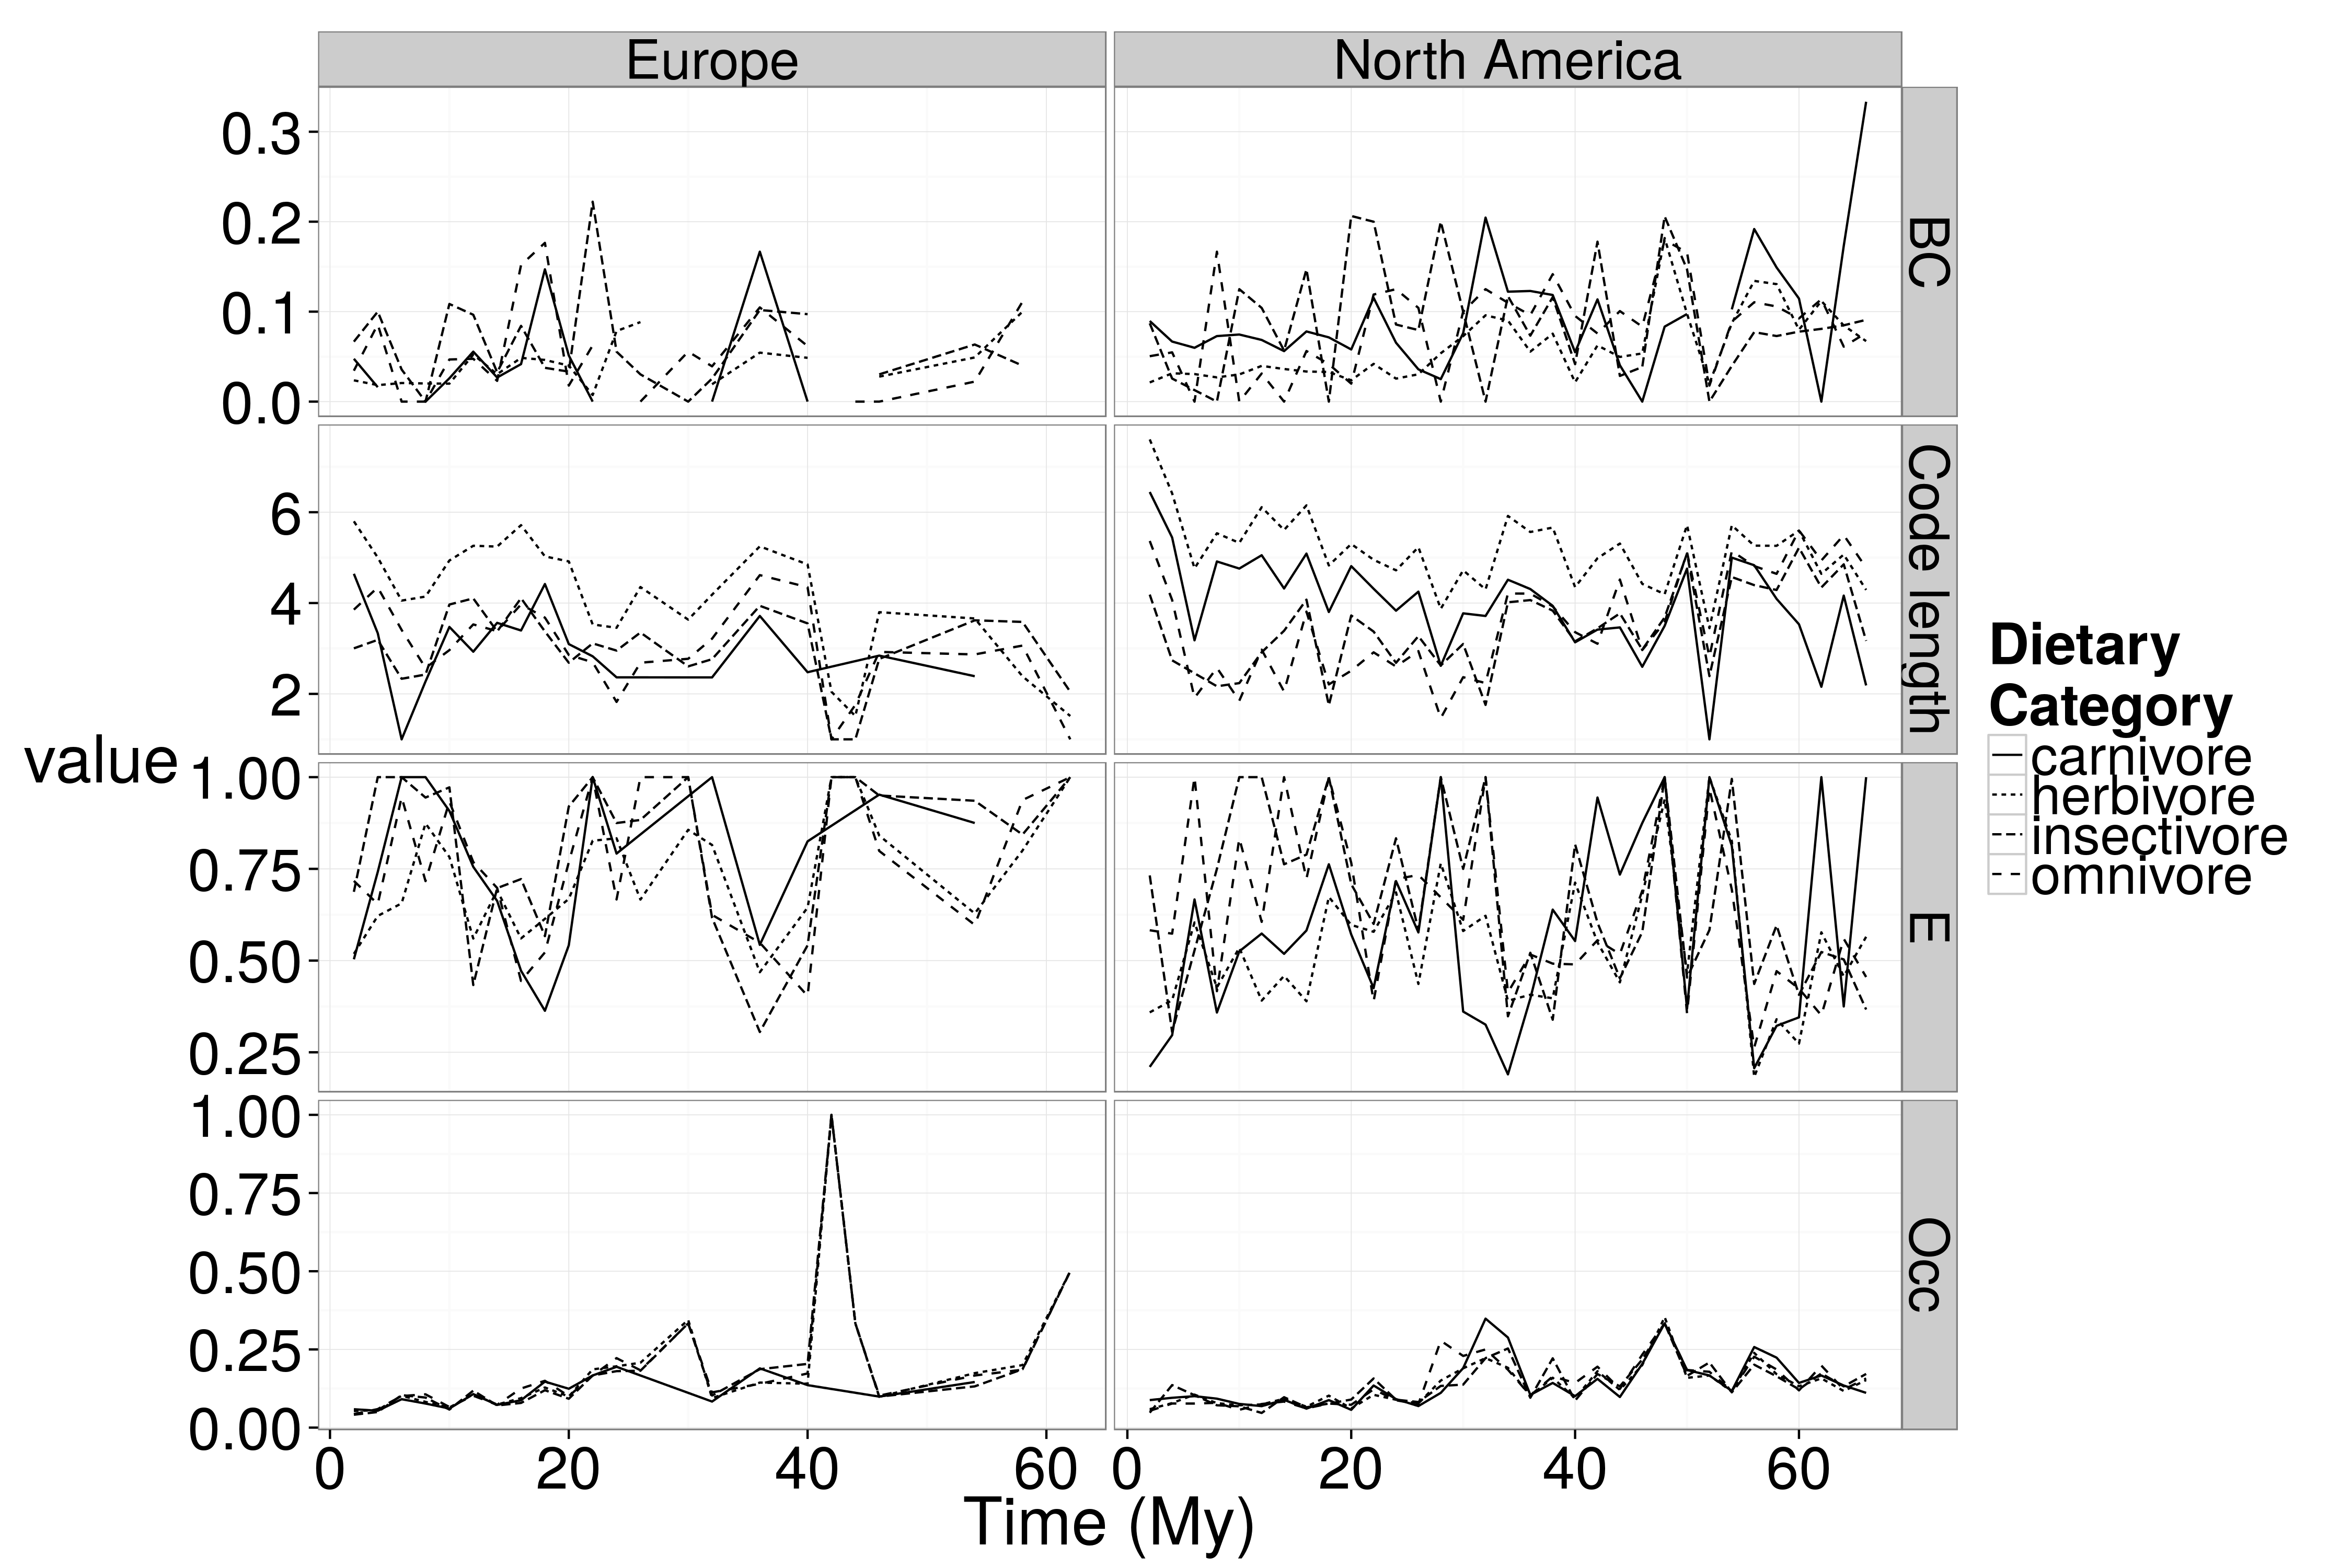 Europe
North America
0.3
0.2
0.1
0.0
BC
6
4
2
Code length
value
1.00
0.75
0.50
0.25
E
1.00
0.75
0.50
0.25
0.00
Occ
0 20 40 60
0 20 40 60
Time (My)
Dietary
Category
carnivore
herbivore
insectivore
omnivore